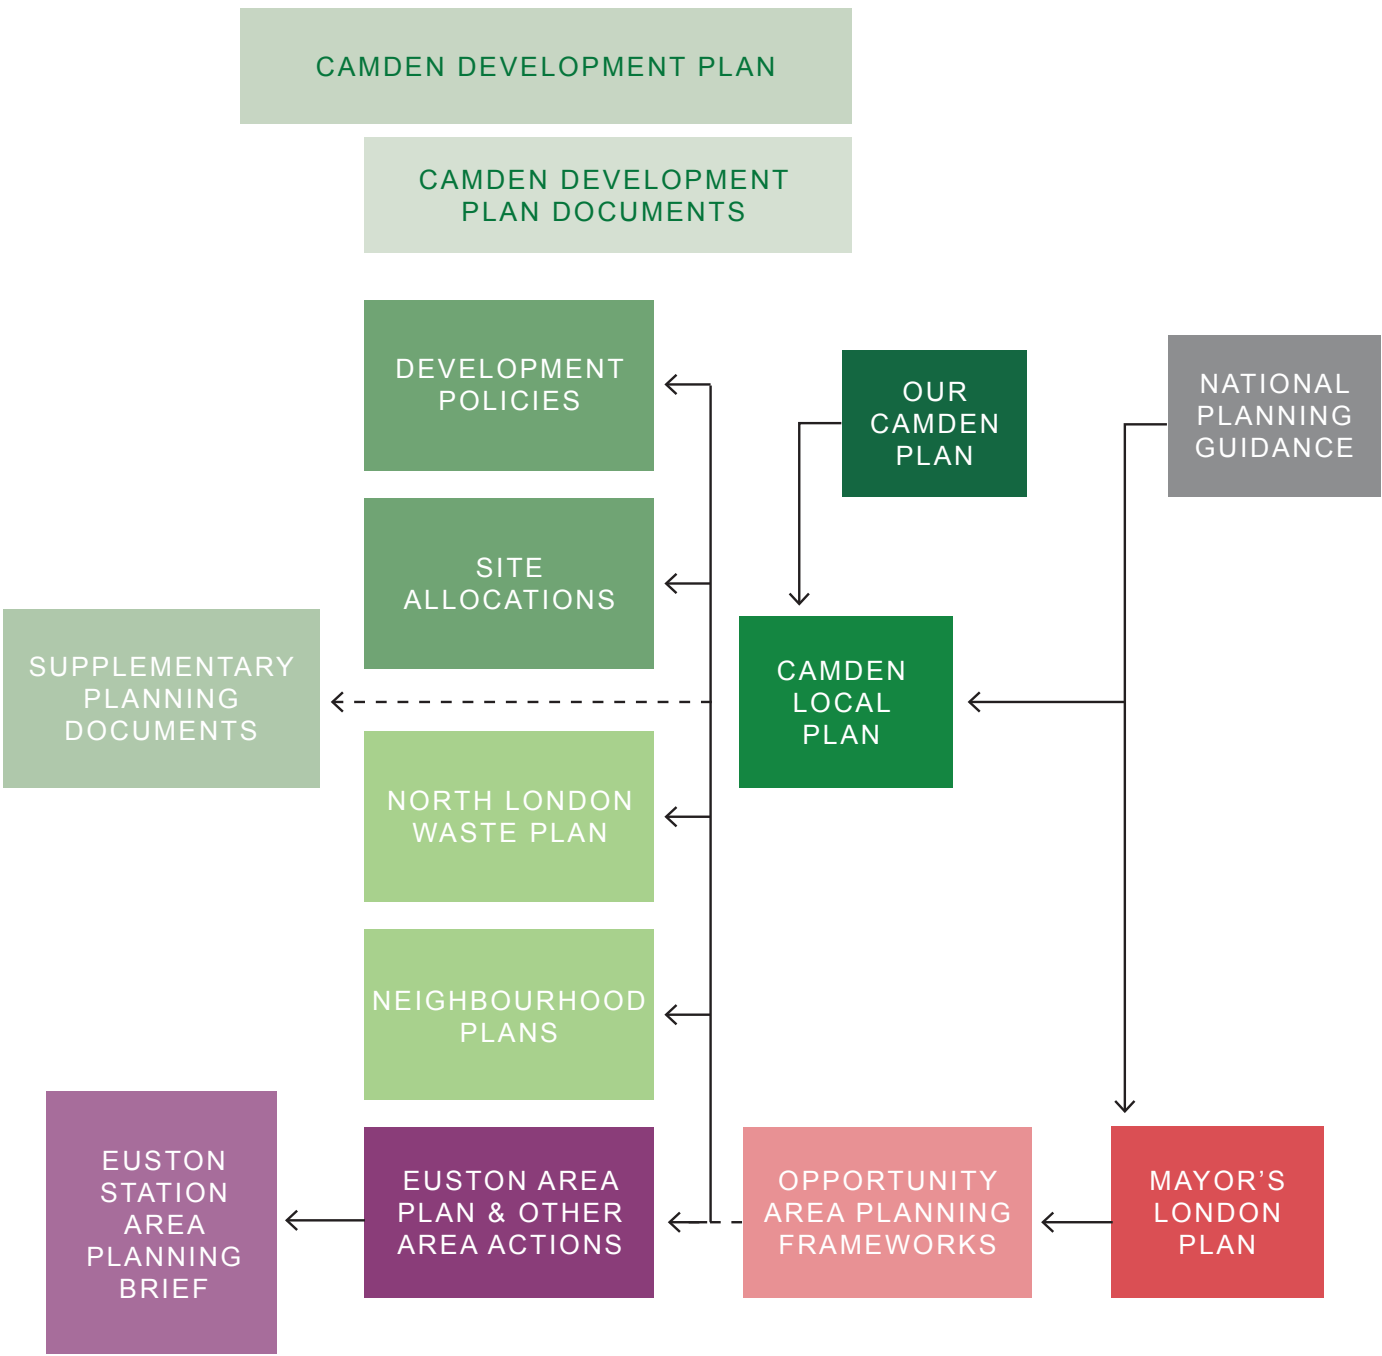 CAMDEN DEVELOPMENT PLAN
CAMDEN DEVELOPMENT
PLAN DOCUMENTS
DEVELOPMENT
POLICIES
OUR
CAMDEN
PLAN
NATIONAL
PLANNING
GUIDANCE
SITE
ALLOCATIONS
SUPPLEMENTARY
PLANNING
DOCUMENTS
CAMDEN
LOCAL
PLAN
NORTH LONDON
WASTE PLAN
NEIGHBOURHOOD
PLANS
EUSTON
STATION
AREA
PLANNING
BRIEF
EUSTON AREA
PLAN & OTHER
AREA ACTIONS
OPPORTUNITY
AREA PLANNING
FRAMEWORKS
MAYOR’S
LONDON
PLAN